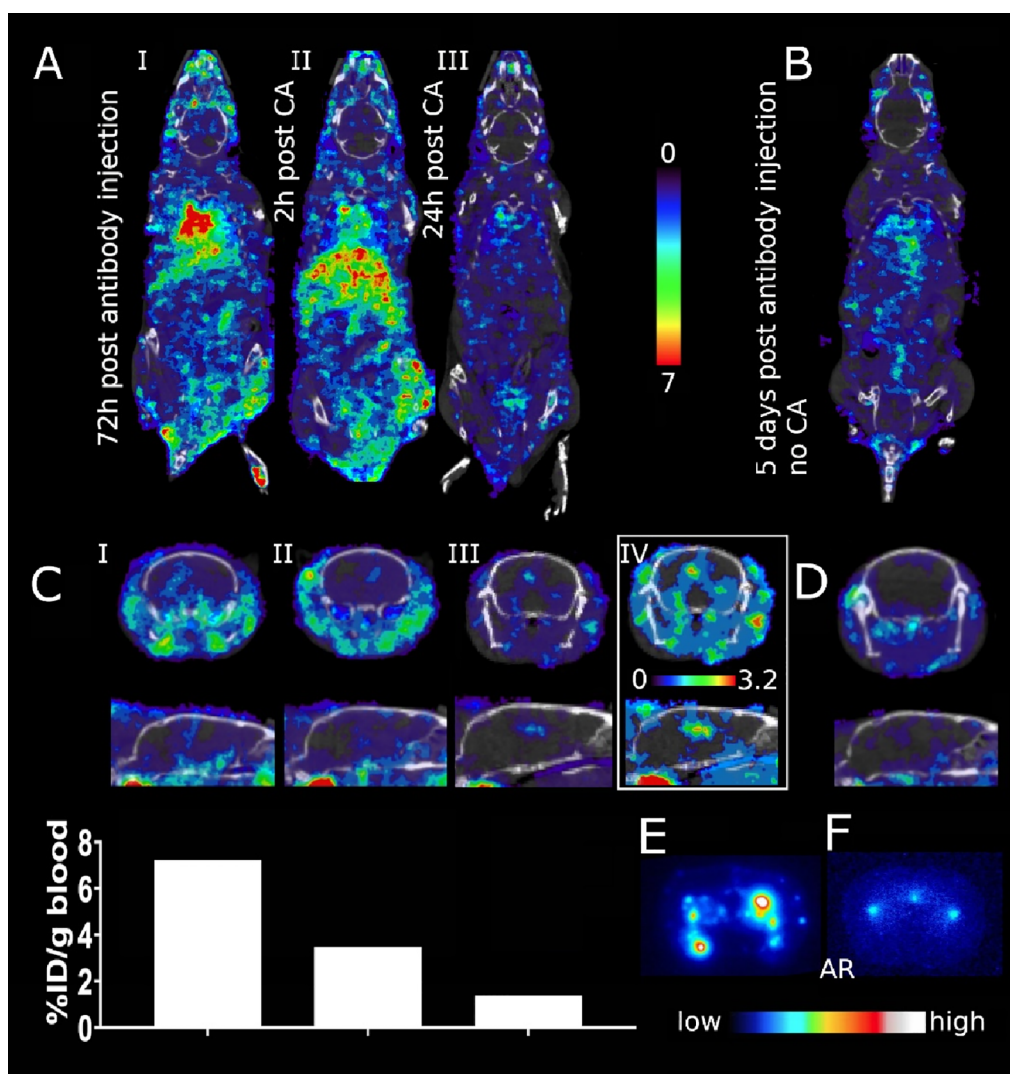 A
I
II
III
B
72h post antibody injection
2h post CA
24h post CA
0
7
5 days post antibody injection
no CA
C
I
II
III
IV
D
0
3.2
%ID/g blood
8
6
4
2
0
E
F
AR
low
high